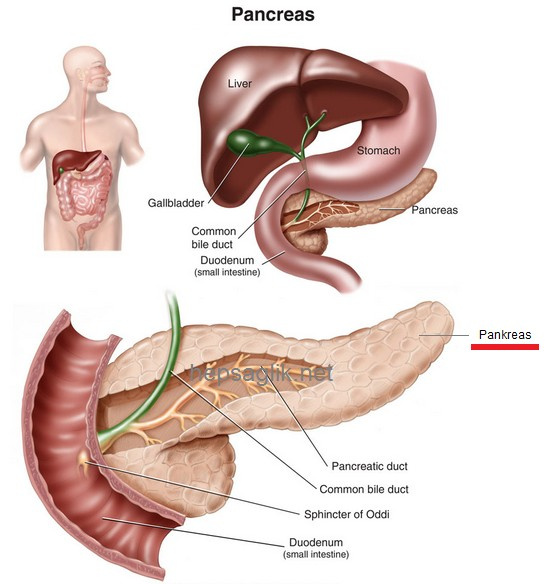 Pancreas
Liver
Stomach
Gallbladder
Pancreas
Common
bile duct
Duodenum
(small intestine)
Pankreas
hepsaglik.net
Pancreatic duct
Common bile duct
Sphincter of Oddi
Duodenum
(small intestine)